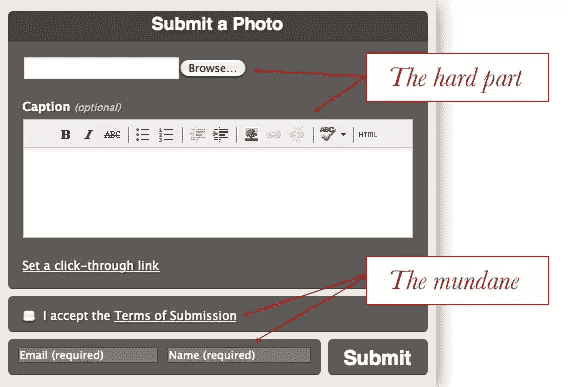 Submit a Photo
Browse...
The hard part
Caption (optional)
B I ABC ABC HTML
Set a click-through link
The mundane
I accept the Terms of Submission
Email (required) Name (required) Submit